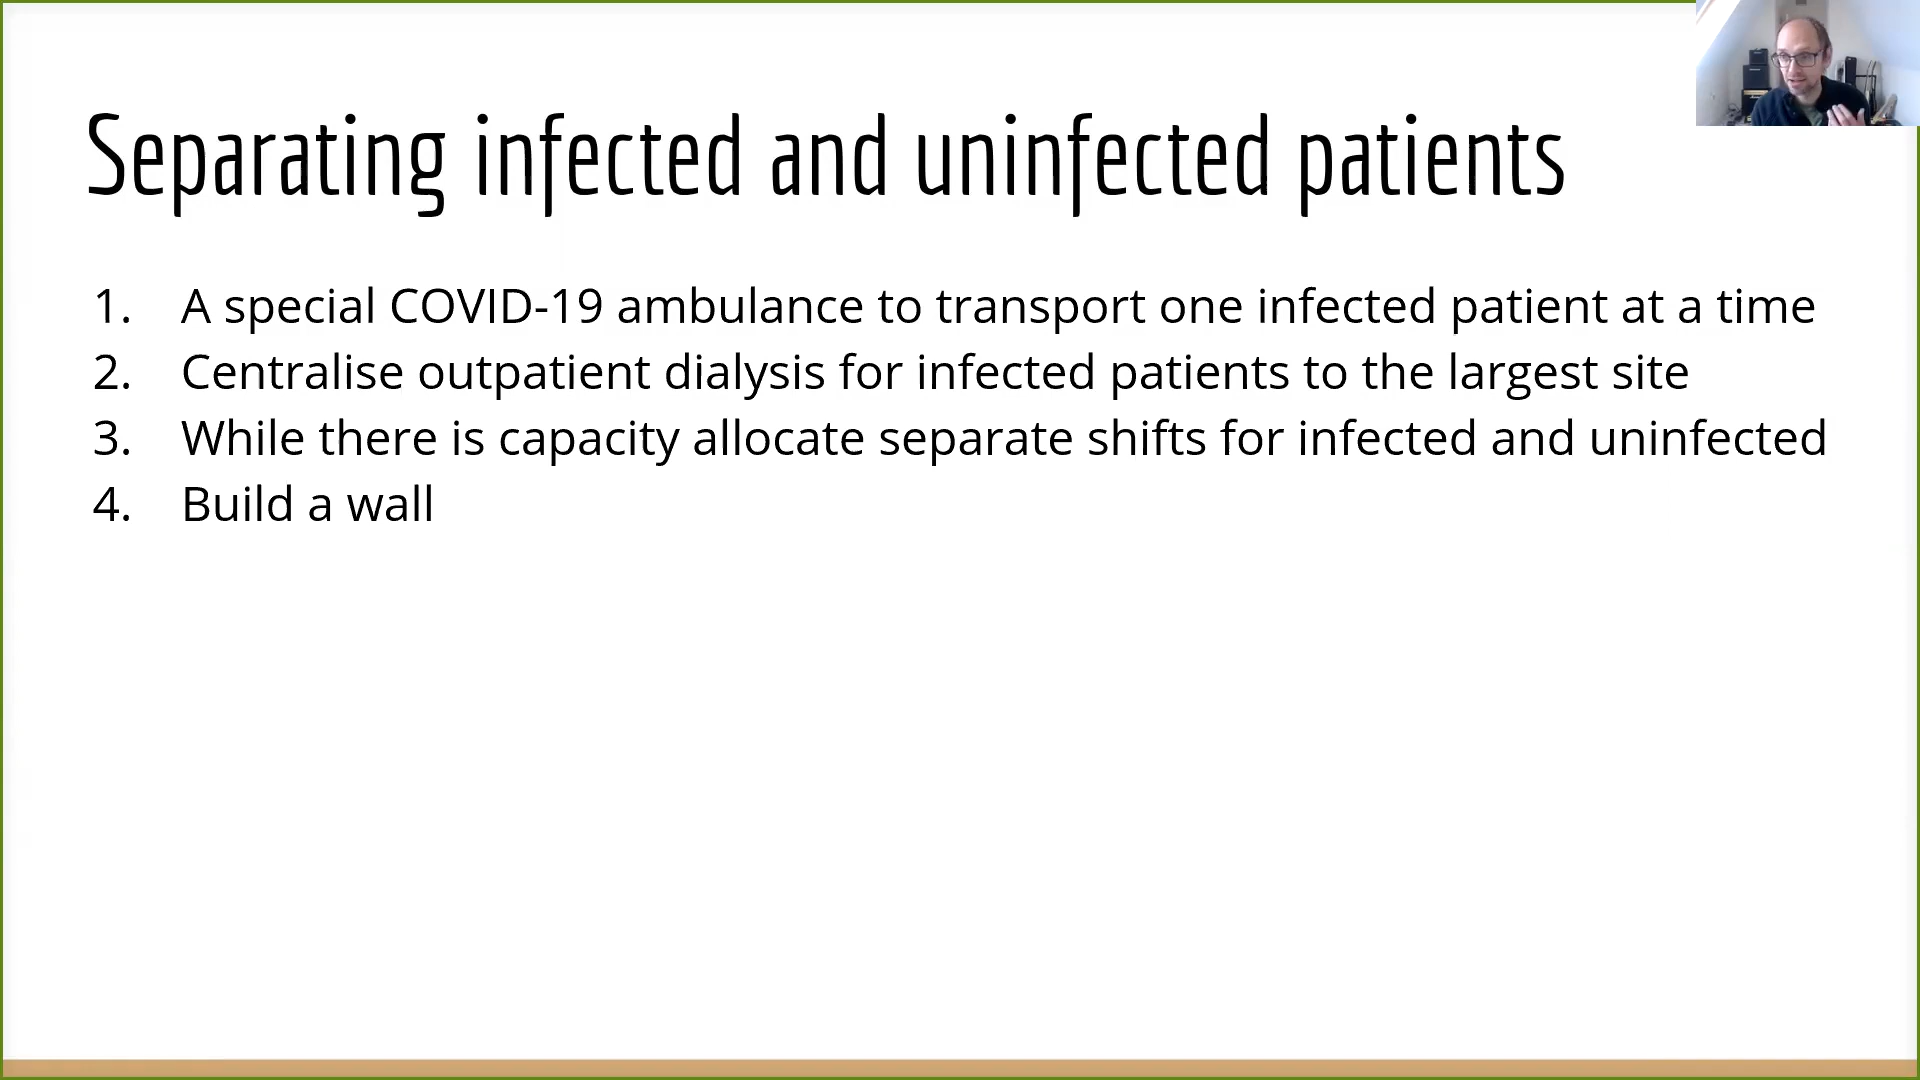 Separating infected and uninfected patients
1. A special COVID-19 ambulance to transport one infected patient at a time
2. Centralise outpatient dialysis for infected patients to the largest site
3. While there is capacity allocate separate shifts for infected and uninfected
4. Build a wall